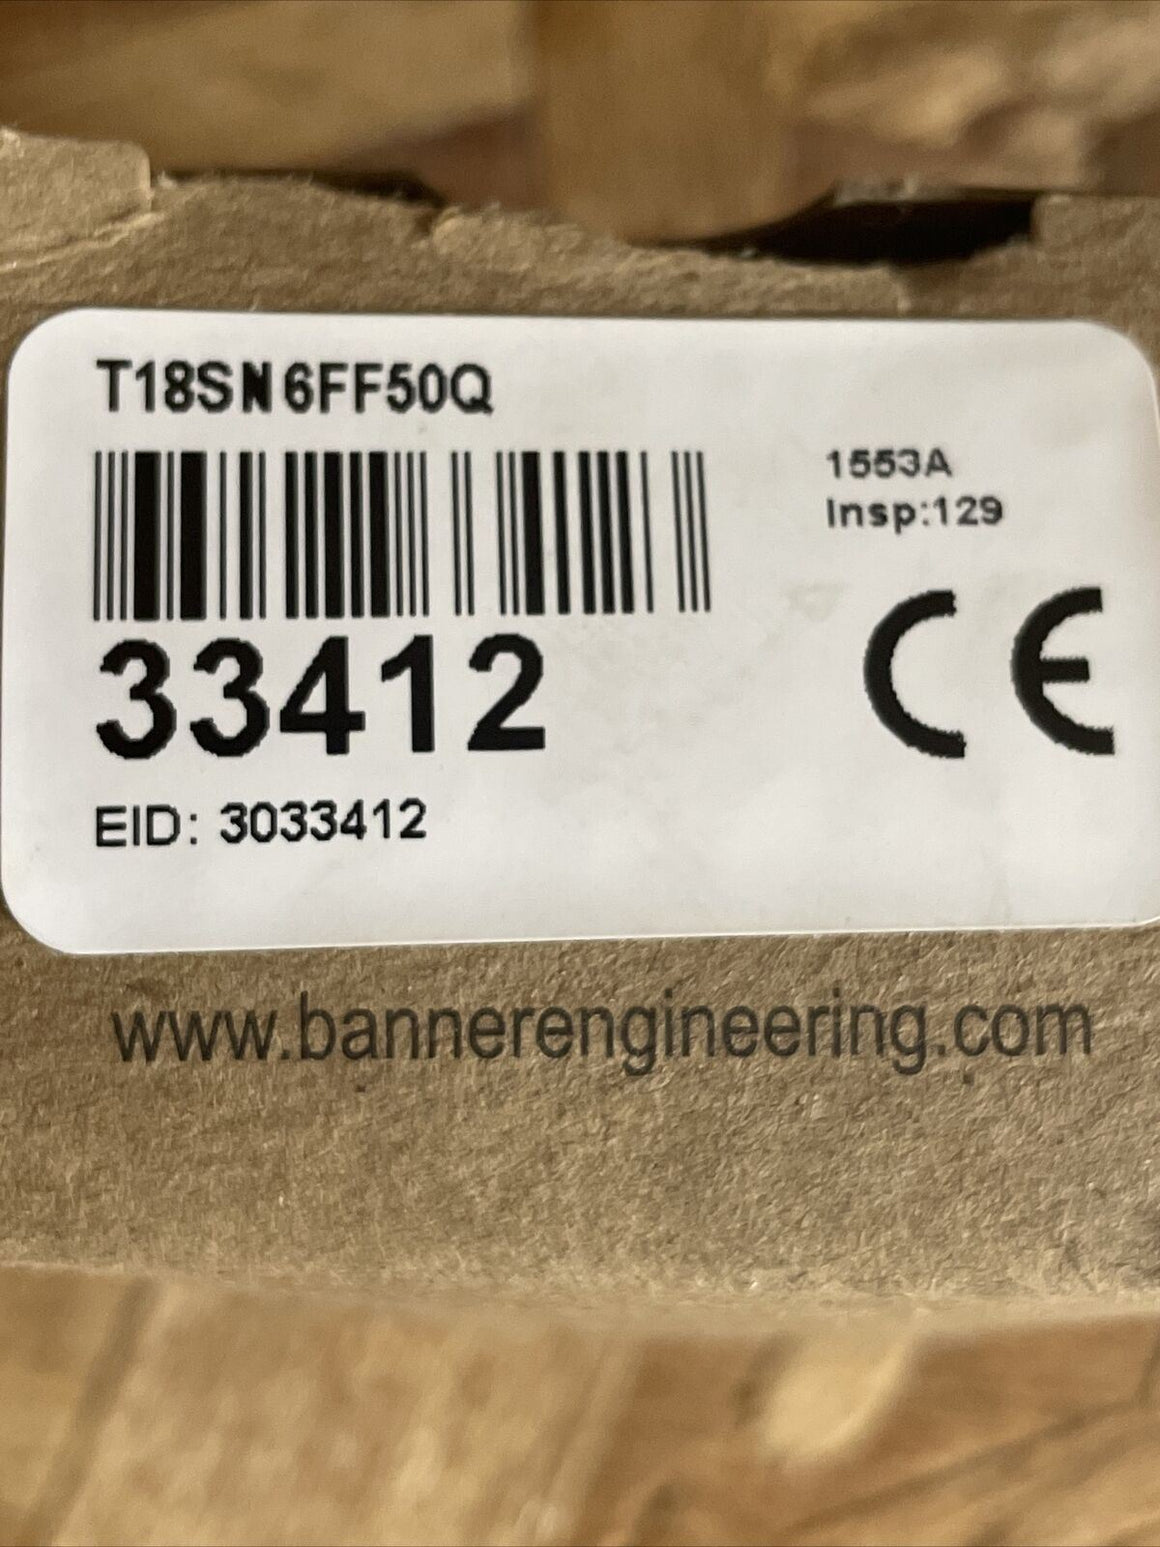 T18SN6FF50Q
1553A
Insp:129
CE
33412
EID: 3033412
www.bannerengineering.com